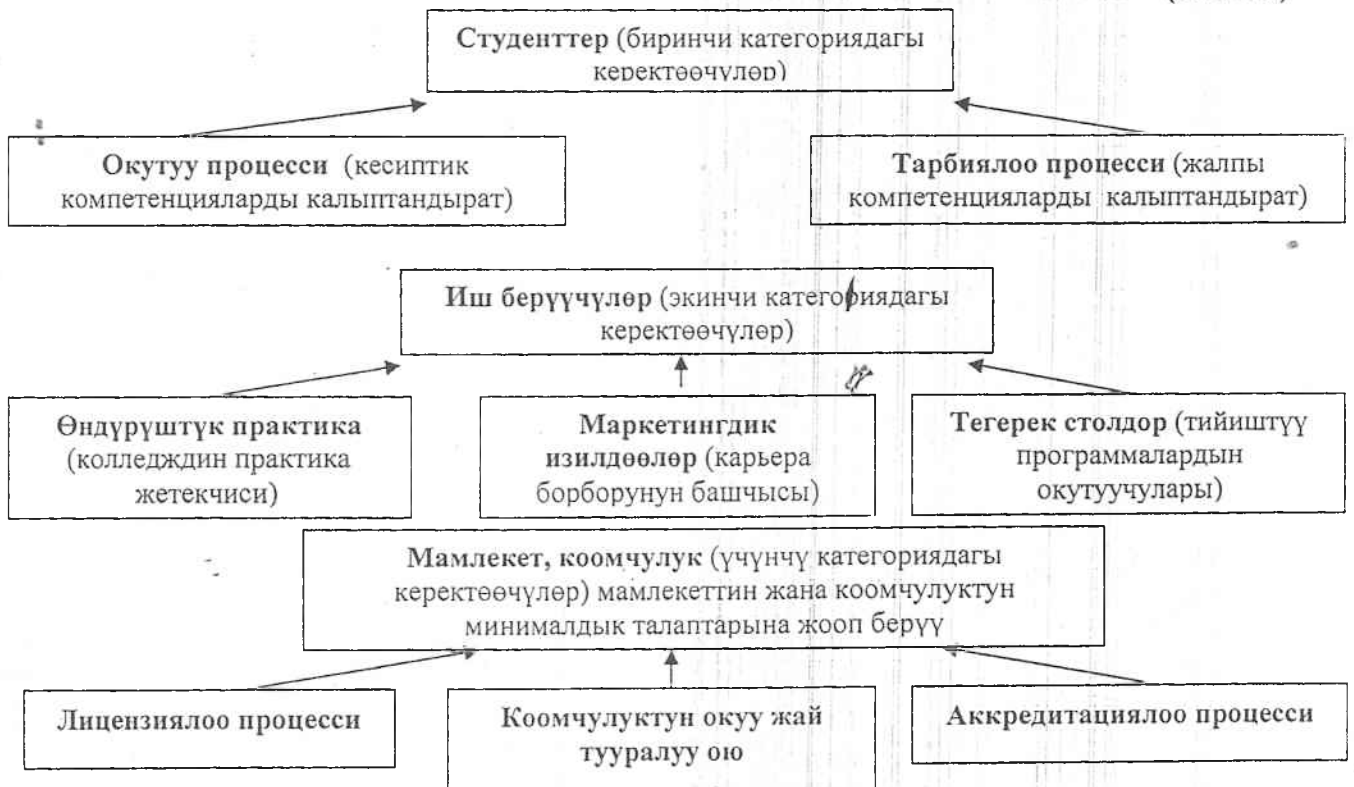 Студенттер (биринчи категориядагы
керектөөчүлөр)
Окутуу процесси (кесиптик
компетенцияларды калыптандырат)
Тарбиялоо процесси (жалпы
компетенцияларды калыптандырат)
Иш берүүчүлөр (экинчи категориядагы
керектөөчүлөр)
Өндүрүштүк практика
(колледждин практика
жетекчиси)
Маркетингдик
изилдөөлөр (карьера
борборунун башчысы)
Тегерек столдор (тийиштүү
программалардын
окутуучулары)
Мамлекет, коомчулук (үчүнчү категориядагы
керектөөчүлөр) мамлекеттин жана коомчулуктун
минималдык талаптарына жооп берүү
Лицензиялоо процесси
Коомчулуктун окуу жай
тууралуу ою
Аккредитациялоо процесси